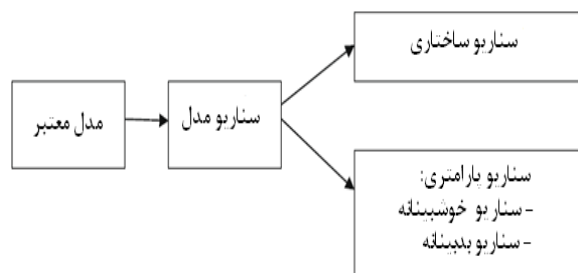 سناریو ساختاری
مدل معتبر
سناریو مدل
سناریو پارامتری:
- سناریو خوشبینانه
- سناریو بدبینانه